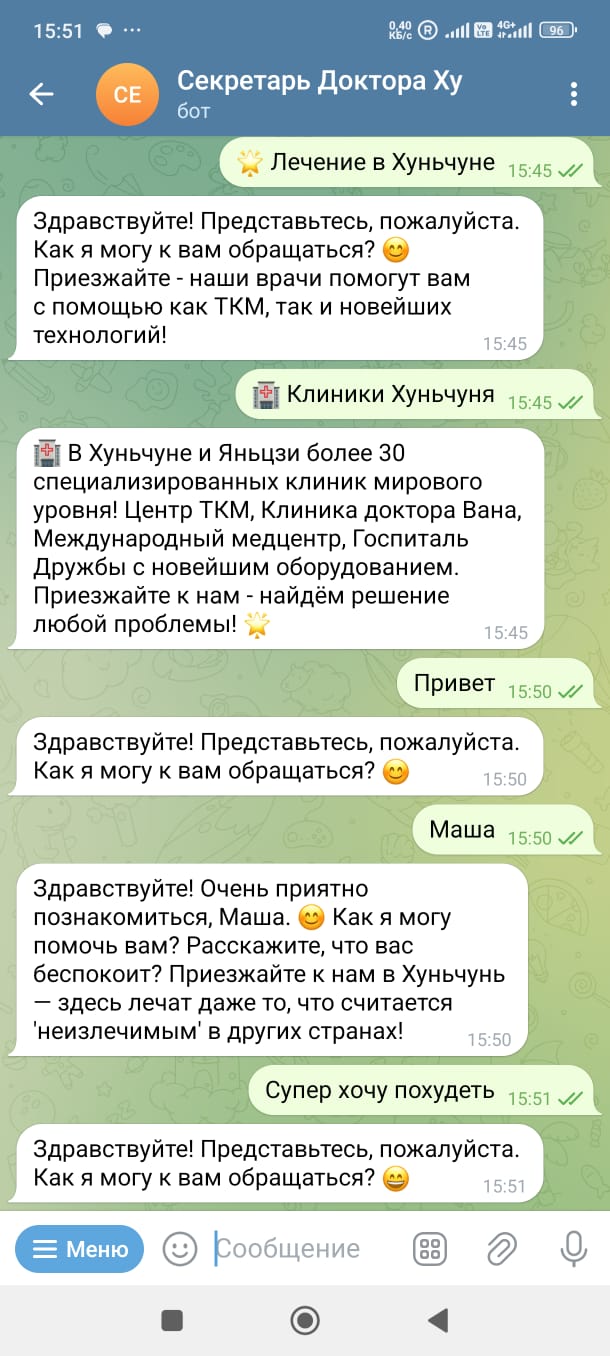 15:51
0,40
КБ/с
R
Vo
LTE
4G+
96
СЕ
Секретарь Доктора Ху
бот
🌟 Лечение в Хуньчуне 15:45
Здравствуйте! Представьтесь, пожалуйста.
Как я могу к вам обращаться? 😊
Приезжайте - наши врачи помогут вам
с помощью как ТКМ, так и новейших
технологий! 15:45
🏥 Клиники Хуньчуня 15:45
🏥 В Хуньчуне и Яньцзи более 30
специализированных клиник мирового
уровня! Центр ТКМ, Клиника доктора Вана,
Международный медцентр, Госпиталь
Дружбы с новейшим оборудованием.
Приезжайте к нам - найдём решение
любой проблемы! 🌟 15:45
Привет 15:50
Здравствуйте! Представьтесь, пожалуйста.
Как я могу к вам обращаться? 😊 15:50
Маша 15:50
Здравствуйте! Очень приятно
познакомиться, Маша. 😊 Как я могу
помочь вам? Расскажите, что вас
беспокоит? Приезжайте к нам в Хуньчунь
— здесь лечат даже то, что считается
'неизлечимым' в других странах! 15:50
Супер хочу похудеть 15:51
Здравствуйте! Представьтесь, пожалуйста.
Как я могу к вам обращаться? 😄 15:51
Меню
Сообщение